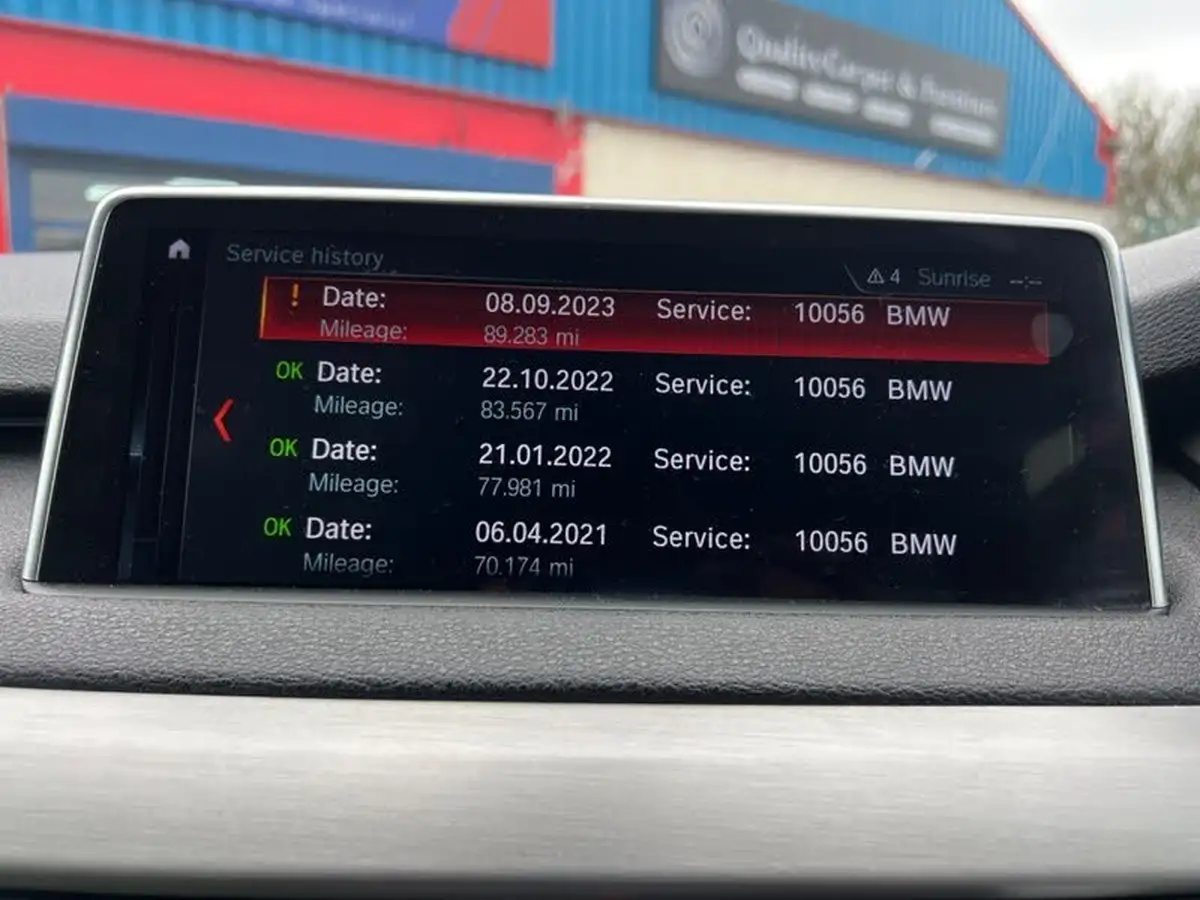 Specialist
Quality Carpet & Furniture
Service history
4 Sunrise --:--
! Date: 08.09.2023 Service: 10056 BMW
Mileage: 89.283 mi
OK Date: 22.10.2022 Service: 10056 BMW
Mileage: 83.567 mi
OK Date: 21.01.2022 Service: 10056 BMW
Mileage: 77.981 mi
OK Date: 06.04.2021 Service: 10056 BMW
Mileage: 70.174 mi